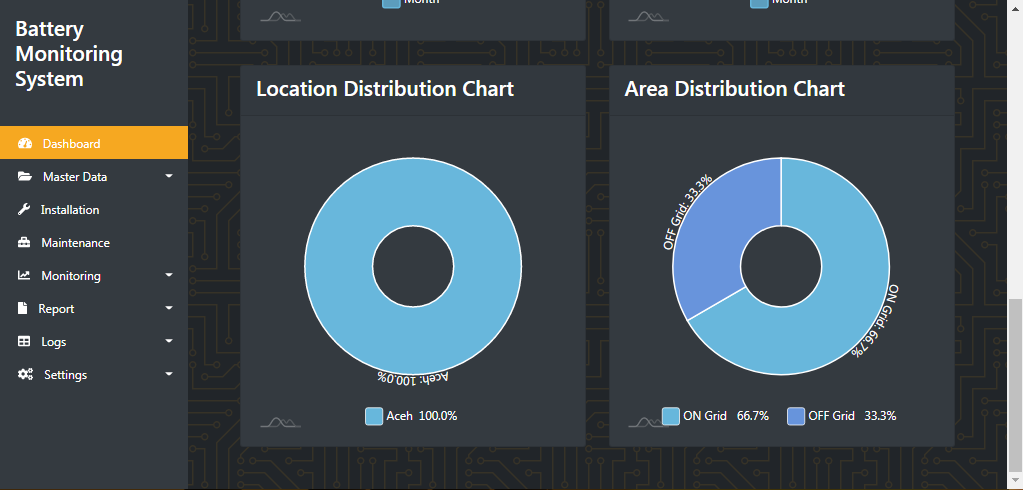 Battery
Monitoring
System
Dashboard
Master Data
Installation
Maintenance
Monitoring
Report
Logs
Settings
Month
Month
Location Distribution Chart
Aceh: 100.0%
Aceh 100.0%
Area Distribution Chart
OFF Grid: 33.3%
ON Grid: 66.7%
ON Grid 66.7% OFF Grid 33.3%